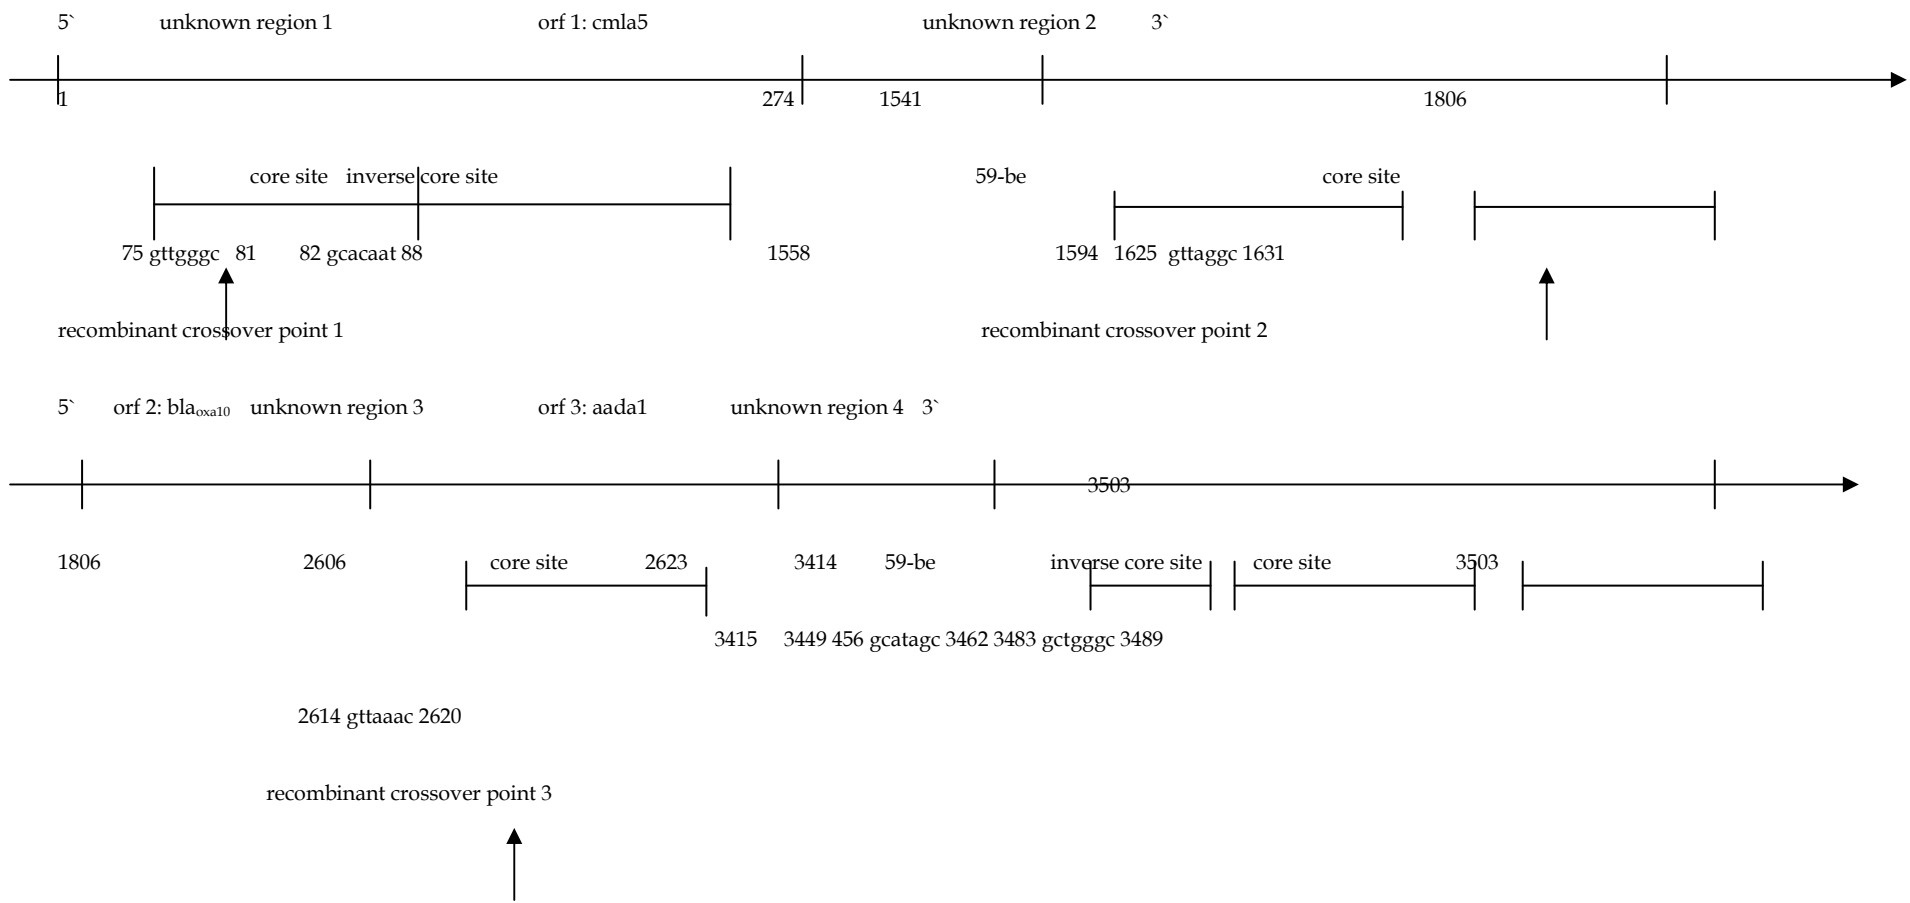 5` unknown region 1 orf 1: cmla5 unknown region 2 3`
1 274 1541 1806
core site inverse core site 59-be core site
75 gttgggc 81 82 gcacaat 88 1558 1594 1625 gttaggc 1631
recombinant crossover point 1 recombinant crossover point 2
5` orf 2: blaoxa10 unknown region 3 orf 3: aada1 unknown region 4 3`
3503
1806 2606 core site 2623 3414 59-be inverse core site core site 3503
3415 3449 456 gcatagc 3462 3483 gctgggc 3489
2614 gttaaac 2620
recombinant crossover point 3